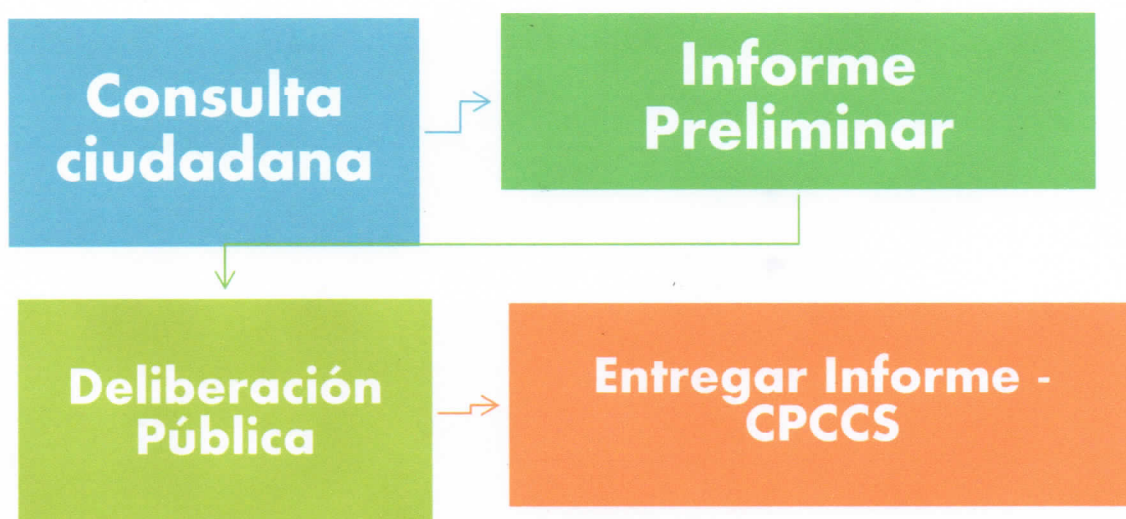 Consulta
ciudadana
Informe
Preliminar
Deliberación
Pública
Entregar Informe -
CPCCS